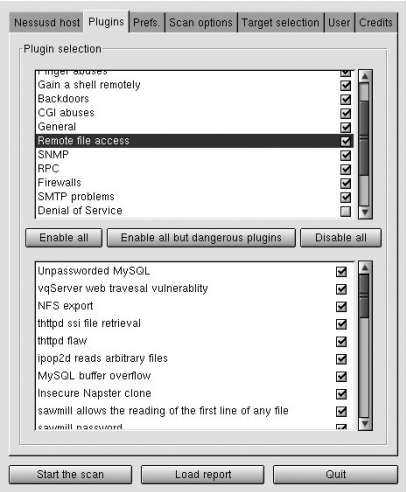 Nessusd host Plugins Prefs. Scan options Target selection User Credits
Plugin selection
Finger abuses
Gain a shell remotely
Backdoors
CGI abuses
General
Remote file access
SNMP
RPC
Firewalls
SMTP problems
Denial of Service
Enable all Enable all but dangerous plugins Disable all
Unpassworded MySQL
vqServer web travesal vulnerablity
NFS export
thttpd ssi file retrieval
thttpd flaw
ipop2d reads arbitrary files
MySQL buffer overflow
Insecure Napster clone
sawmill allows the reading of the first line of any file
sawmill password
Start the scan Load report Quit